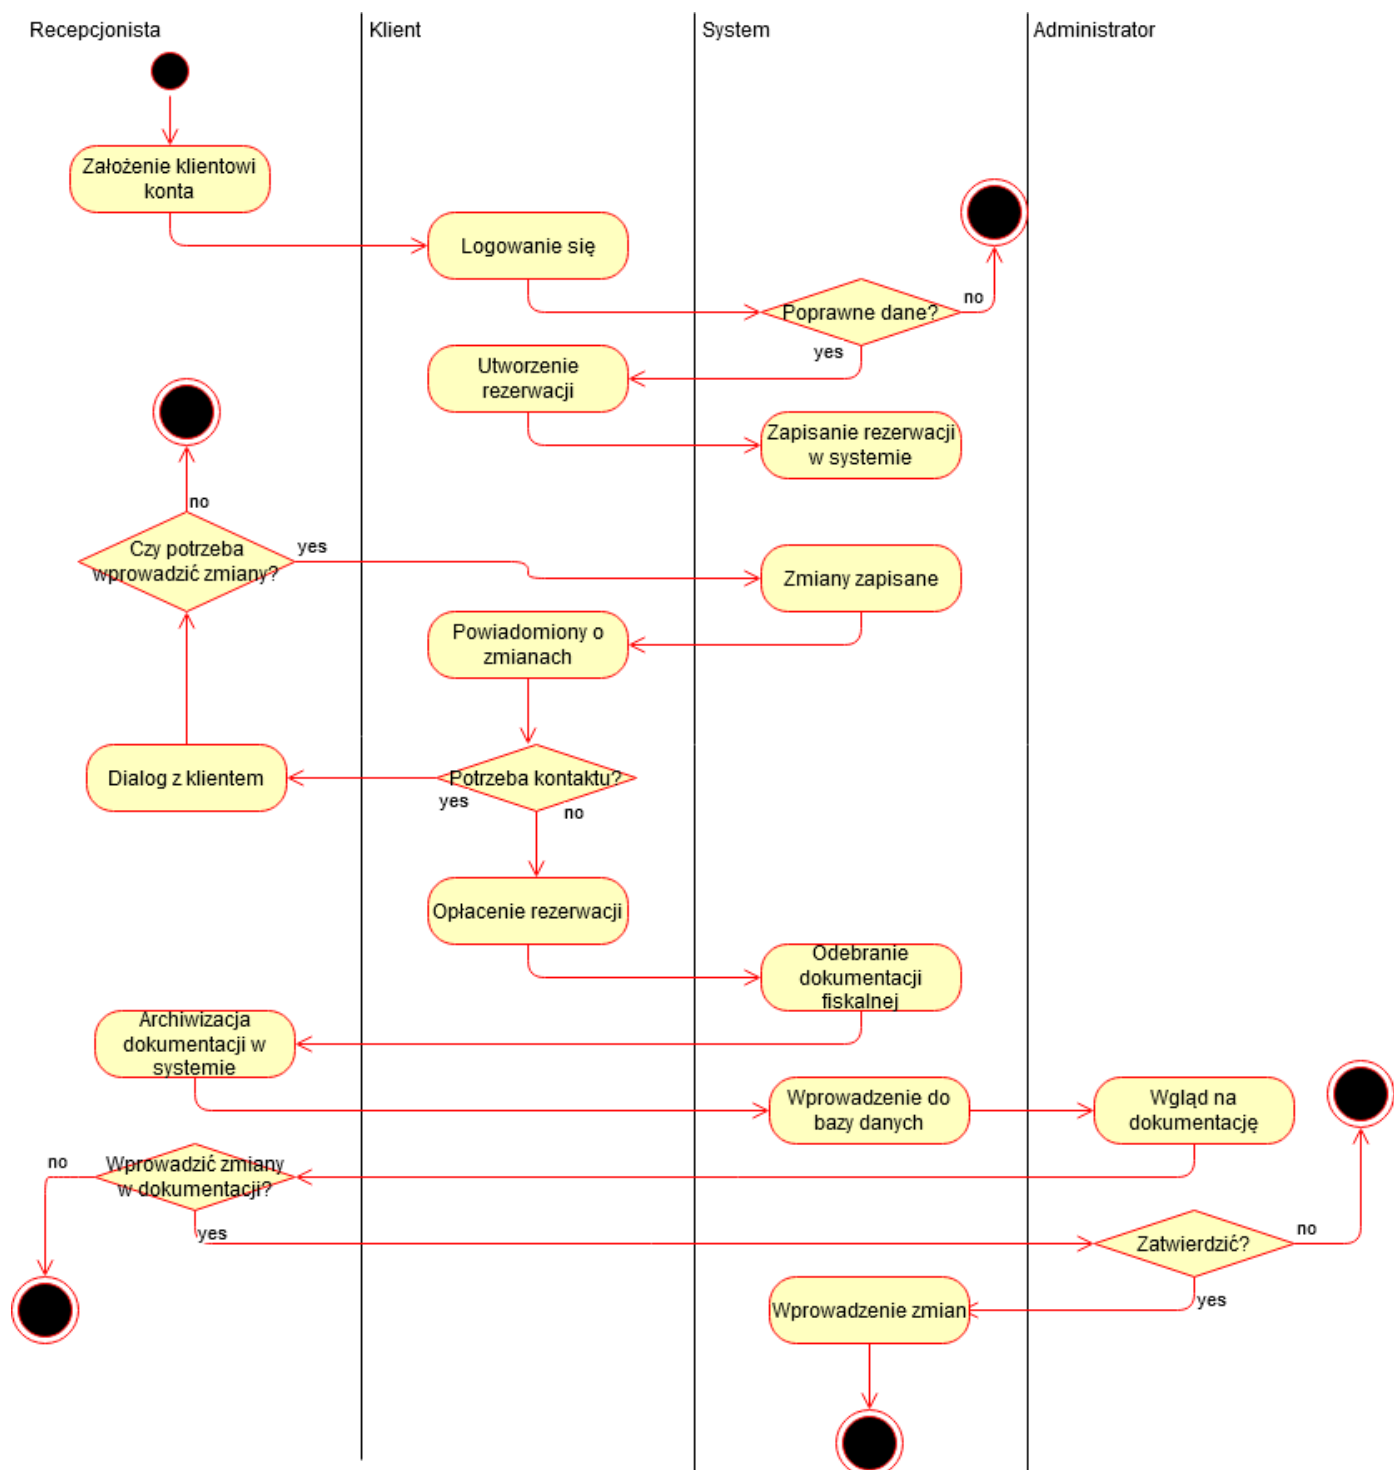 Recepcjonista
Klient
System
Administrator
Założenie klientowi
konta
Logowanie się
Poprawne dane?
no
yes
Utworzenie
rezerwacji
Zapisanie rezerwacji
w systemie
no
Czy potrzeba
wprowadzić zmiany?
yes
Zmiany zapisane
Powiadomiony o
zmianach
Dialog z klientem
Potrzeba kontaktu?
yes
no
Opłacenie rezerwacji
Odebranie
dokumentacji
fiskalnej
Archiwizacja
dokumentacji w
systemie
Wprowadzenie do
bazy danych
Wgląd na
dokumentację
no
Wprowadzić zmiany
w dokumentacji?
yes
Zatwierdzić?
no
yes
Wprowadzenie zmian